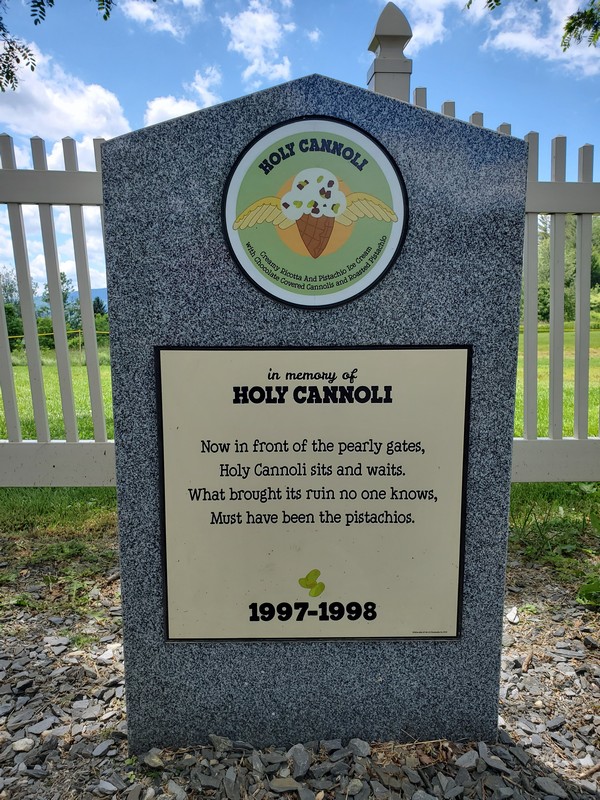 HOLY CANNOLI
Creamy Ricotta And Pistachio Ice Cream
with Chocolate Covered Cannolis and Roasted Pistachio
in memory of
HOLY CANNOLI
Now in front of the pearly gates,
Holy Cannoli sits and waits.
What brought its ruin no one knows,
Must have been the pistachios.
1997-1998